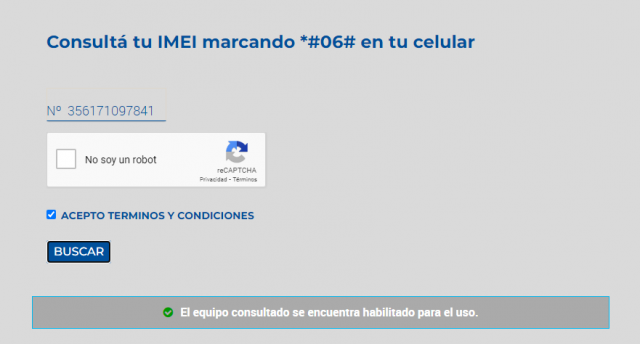 Consultá tu IMEI marcando *#06# en tu celular
Nº 356171097841
No soy un robot
reCAPTCHA
Privacidad - Términos
ACEPTO TERMINOS Y CONDICIONES
BUSCAR
El equipo consultado se encuentra habilitado para el uso.